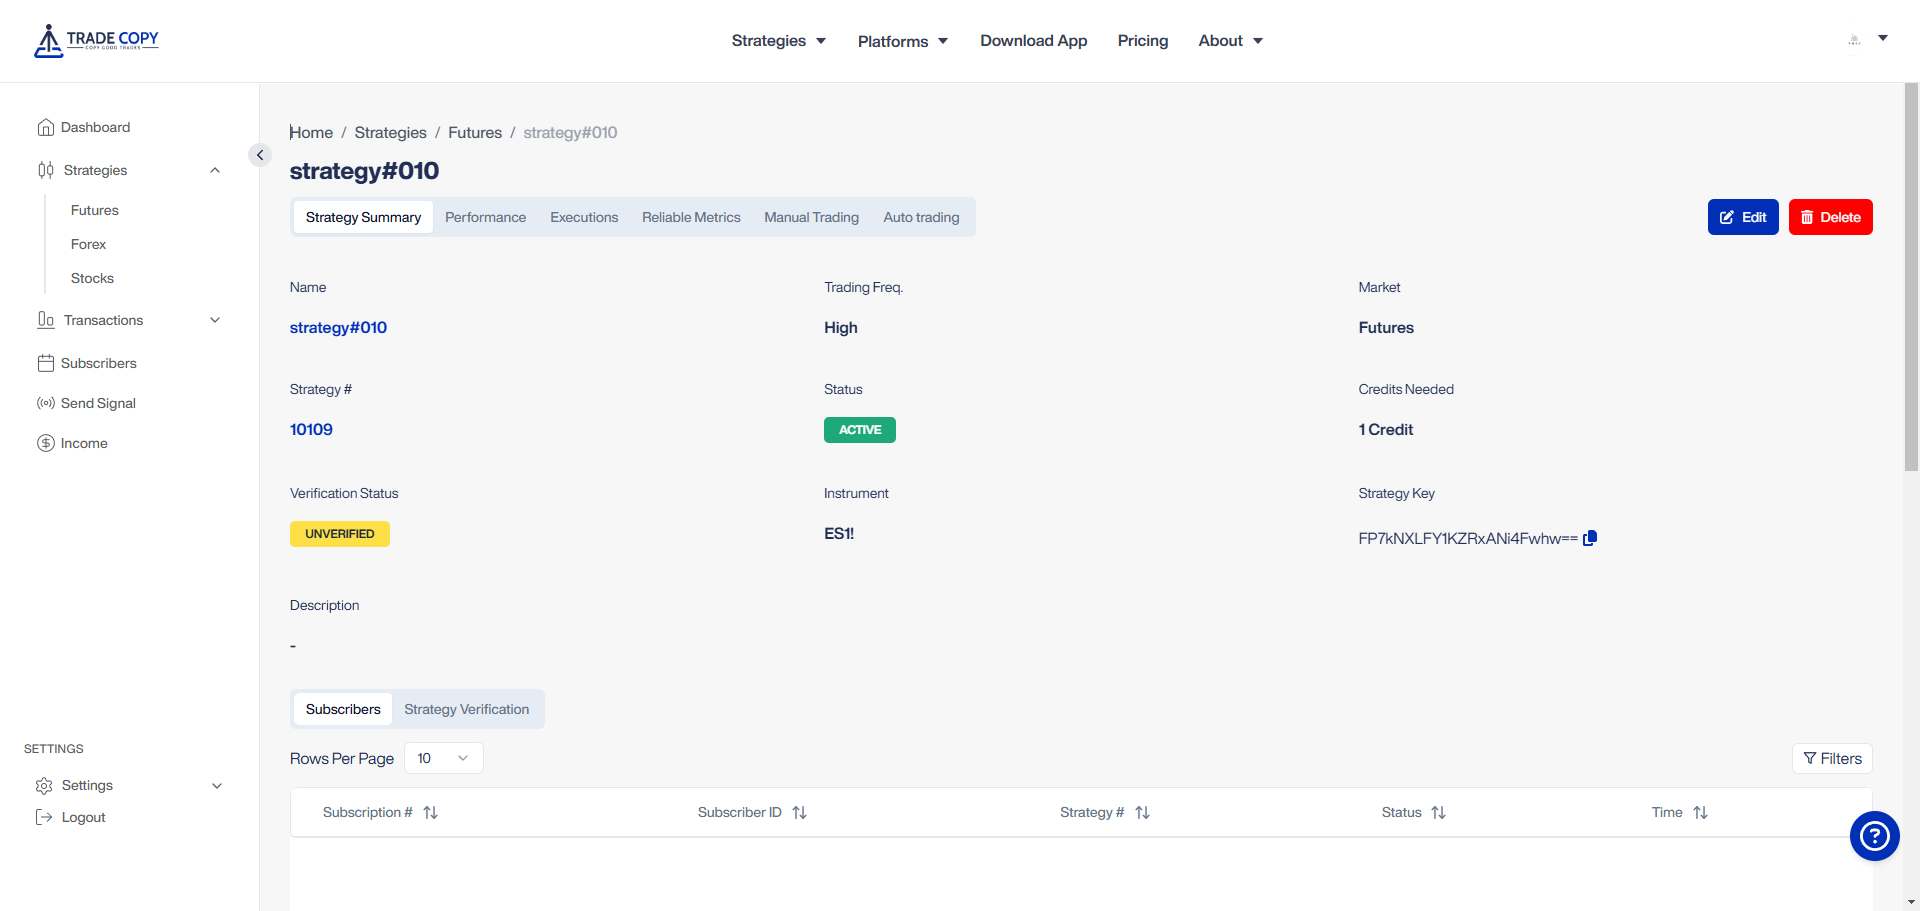 TRADE COPY
COPY GOOD TRADES
Strategies
Platforms
Download App
Pricing
About
Dashboard
Strategies
Futures
Forex
Stocks
Transactions
Subscribers
Send Signal
Income
SETTINGS
Settings
Logout
Home / Strategies / Futures / strategy#010
strategy#010
Strategy Summary Performance Executions Reliable Metrics Manual Trading Auto trading
Edit
Delete
Name Trading Freq. Market
strategy#010 High Futures
Strategy # Status Credits Needed
10109 ACTIVE 1 Credit
Verification Status Instrument Strategy Key
UNVERIFIED ES1! FP7kNXLFY1KZRxANi4Fwhw==
Description
-
Subscribers Strategy Verification
Rows Per Page 10 Filters
Subscription # Subscriber ID Strategy # Status Time
?